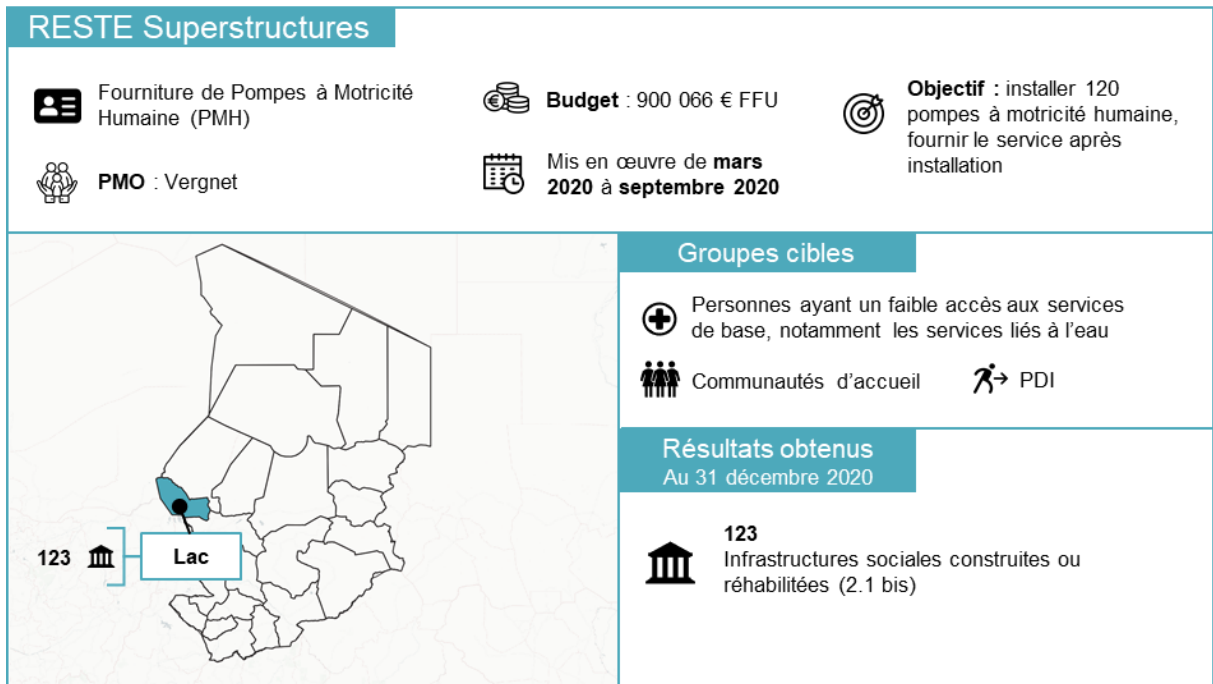 RESTE Superstructures
Fourniture de Pompes à Motricité
Humaine (PMH)
PMO : Vergnet
Budget : 900 066 € FFU
Mis en œuvre de mars
2020 à septembre 2020
Objectif : installer 120
pompes à motricité humaine,
fournir le service après
installation
123
Lac
Groupes cibles
Personnes ayant un faible accès aux services
de base, notamment les services liés à l’eau
Communautés d’accueil
PDI
Résultats obtenus
Au 31 décembre 2020
123
Infrastructures sociales construites ou
réhabilitées (2.1 bis)